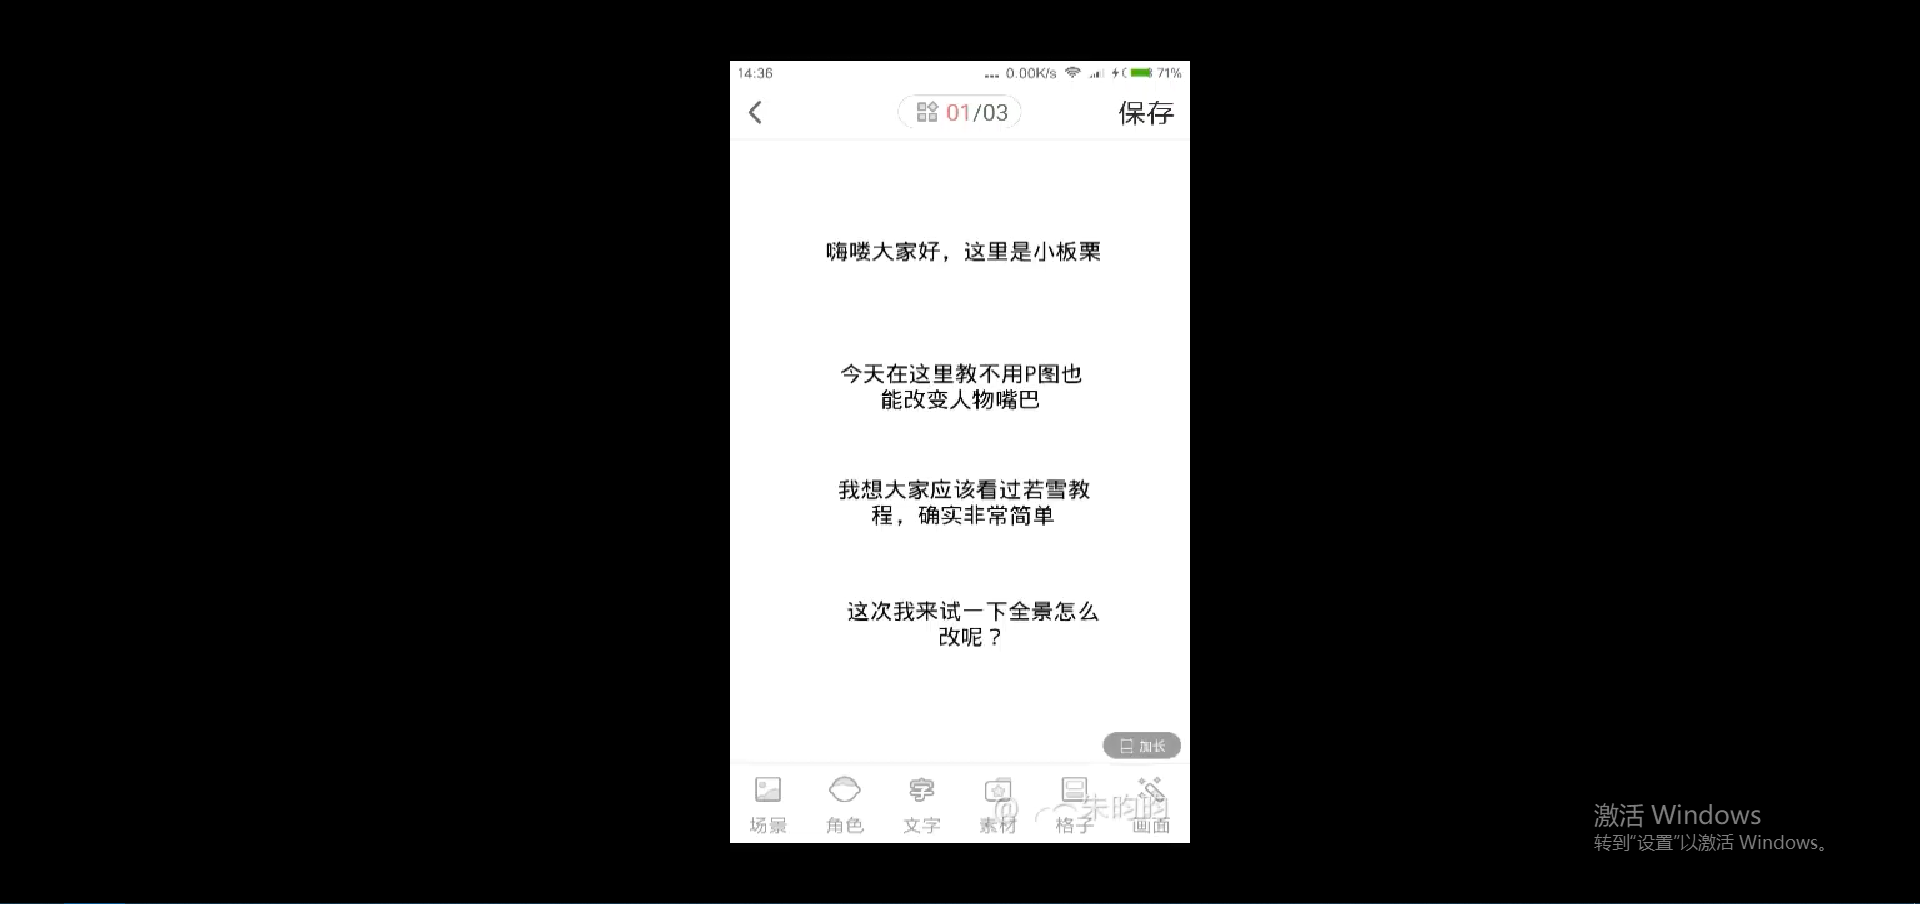 14:36
... 0.00K/s 71%
01/03
保存
嗨喽大家好，这里是小板栗
今天在这里教不用P图也
能改变人物嘴巴
我想大家应该看过若雪教
程，确实非常简单
这次我来试一下全景怎么
改呢？
加长
场景 角色 文字 素材 格子 画面
@朱昀昀
激活 Windows
转到“设置”以激活 Windows。